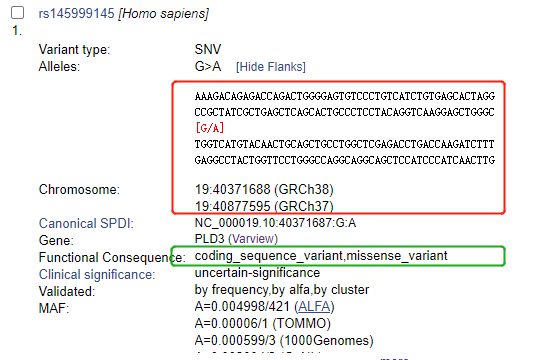 rs145999145 [Homo sapiens]
1.
Variant type: SNV
Alleles: G>A [Hide Flanks]
AAAGACAGAGACCAGACTGGGGAGTGTCCCTGTCATCTGTGAGCACTAGG
CCGCTATCGCTGAGCTCAGCACTGCCCTCCTACAGGTCAAGGAGCTGGGC
[G/A]
TGGTCATGTACAACTGCAGCTGCCTGGCTCGAGACCTGACCAAGATCTTT
GAGGCCTACTGGTTCCTGGGCCAGGCAGGCAGCTCCATCCCATCAACTTG
Chromosome: 19:40371688 (GRCh38)
19:40877595 (GRCh37)
Canonical SPDI: NC_000019.10:40371687:G:A
Gene: PLD3 (Varview)
Functional Consequence: coding_sequence_variant,missense_variant
Clinical significance: uncertain-significance
Validated: by frequency,by alfa,by cluster
MAF: A=0.004998/421 (ALFA)
A=0.00006/1 (TOMMO)
A=0.000599/3 (1000Genomes)